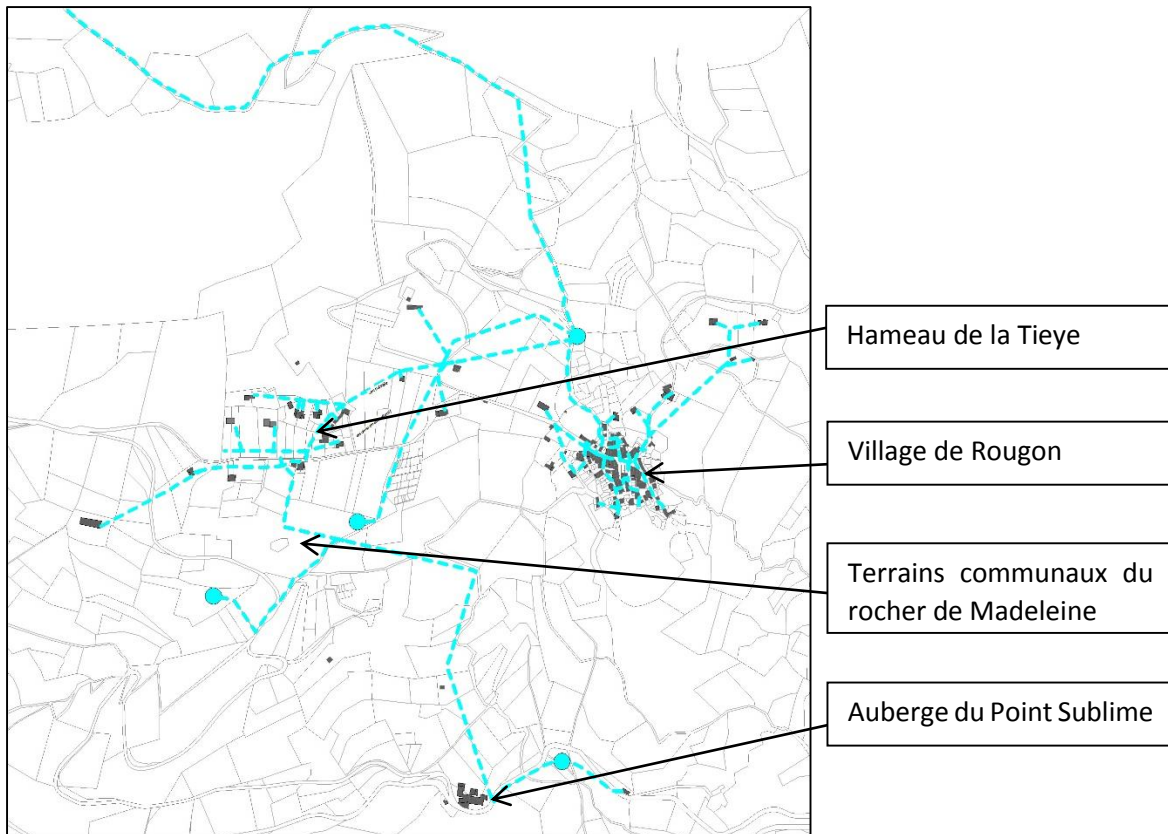 Hameau de la Tieye
Village de Rougon
Terrains communaux du
rocher de Madeleine
Auberge du Point Sublime